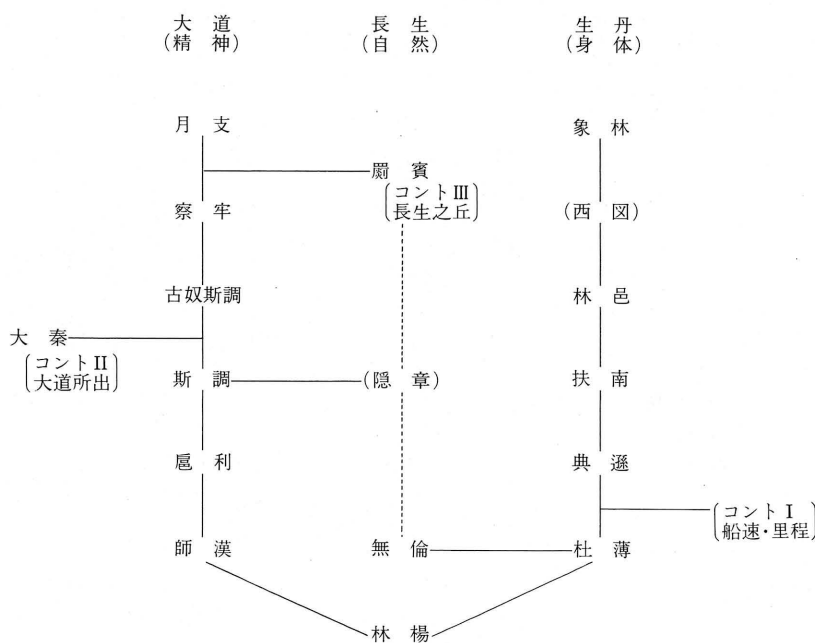 大道 長生 生丹
(精神) (自然) (身体)
月支 象林
罽賓
(コントIII
長生之丘)
察牢 (西図)
古奴斯調 林邑
大秦
(コントII
大道所出)
斯調 (隠章) 扶南
扈利 典遜
(コントI
船速・里程)
師漢 無倫 杜薄
林楊